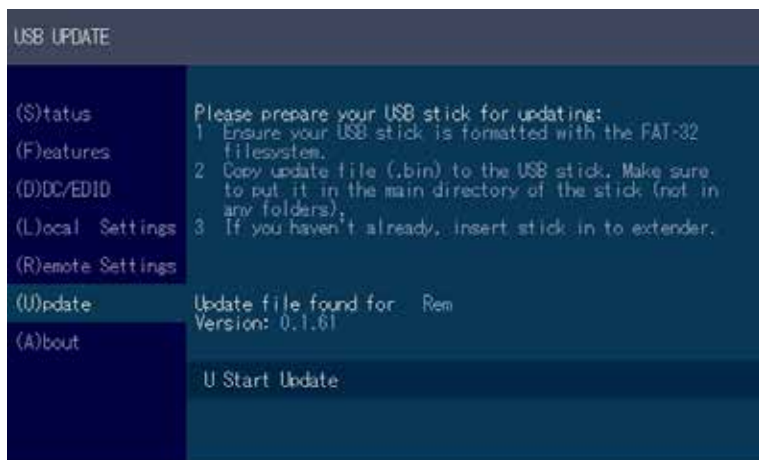 USB UPDATE
(S)tatus
(F)eatures
(D)DC/EDID
(L)ocal Settings
(R)emote Settings
(U)pdate
(A)bout
Please prepare your USB stick for updating:
1 Ensure your USB stick is formatted with the FAT-32
filesystem.
2 Copy update file (.bin) to the USB stick. Make sure
to put it in the main directory of the stick (not in
any folders).
3 If you haven't already, insert stick in to extender.
Update file found for Rem
Version: 0.1.61
U Start Update